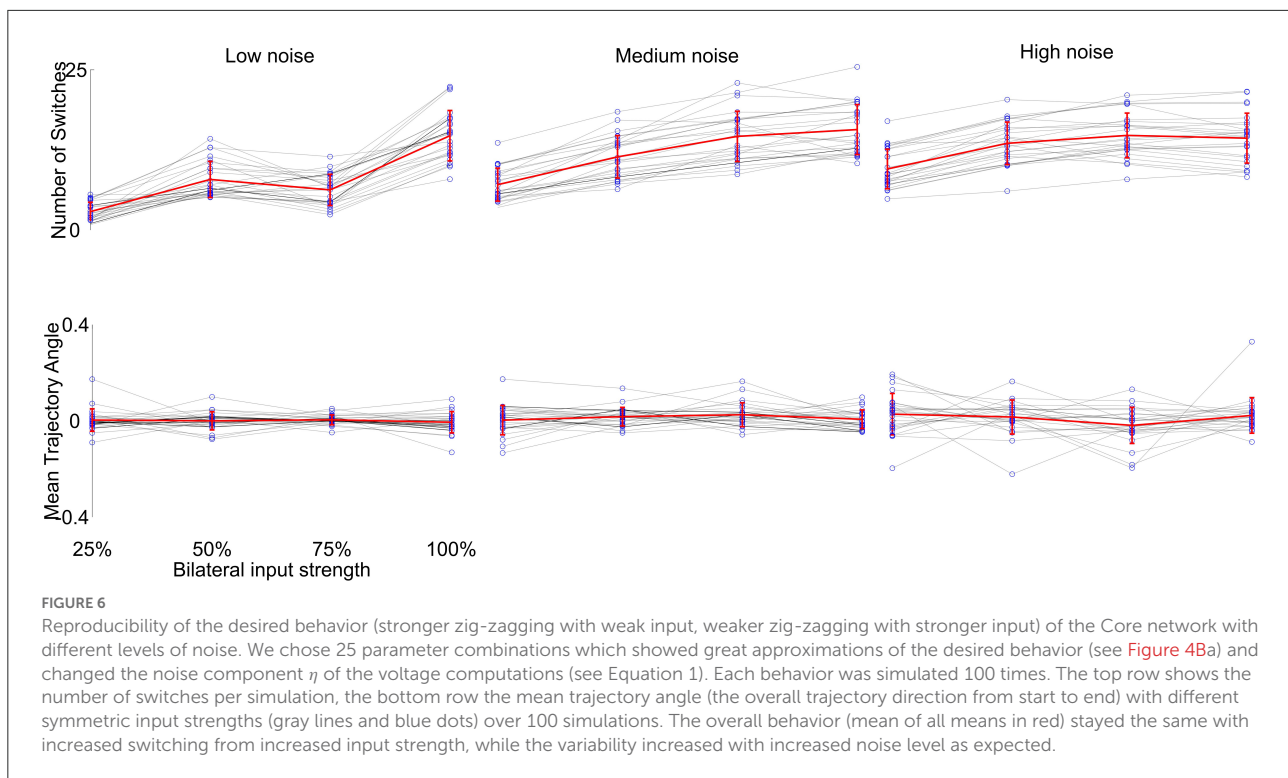 Low noise
Medium noise
High noise
Number of Switches
25
0
Mean Trajectory Angle
0.4
0
-0.4
25% 50% 75% 100%
Bilateral input strength
FIGURE 6
Reproducibility of the desired behavior (stronger zig-zagging with weak input, weaker zig-zagging with stronger input) of the Core network with
different levels of noise. We chose 25 parameter combinations which showed great approximations of the desired behavior (see Figure 4Ba) and
changed the noise component η of the voltage computations (see Equation 1). Each behavior was simulated 100 times. The top row shows the
number of switches per simulation, the bottom row the mean trajectory angle (the overall trajectory direction from start to end) with different
symmetric input strengths (gray lines and blue dots) over 100 simulations. The overall behavior (mean of all means in red) stayed the same with
increased switching from increased input strength, while the variability increased with increased noise level as expected.